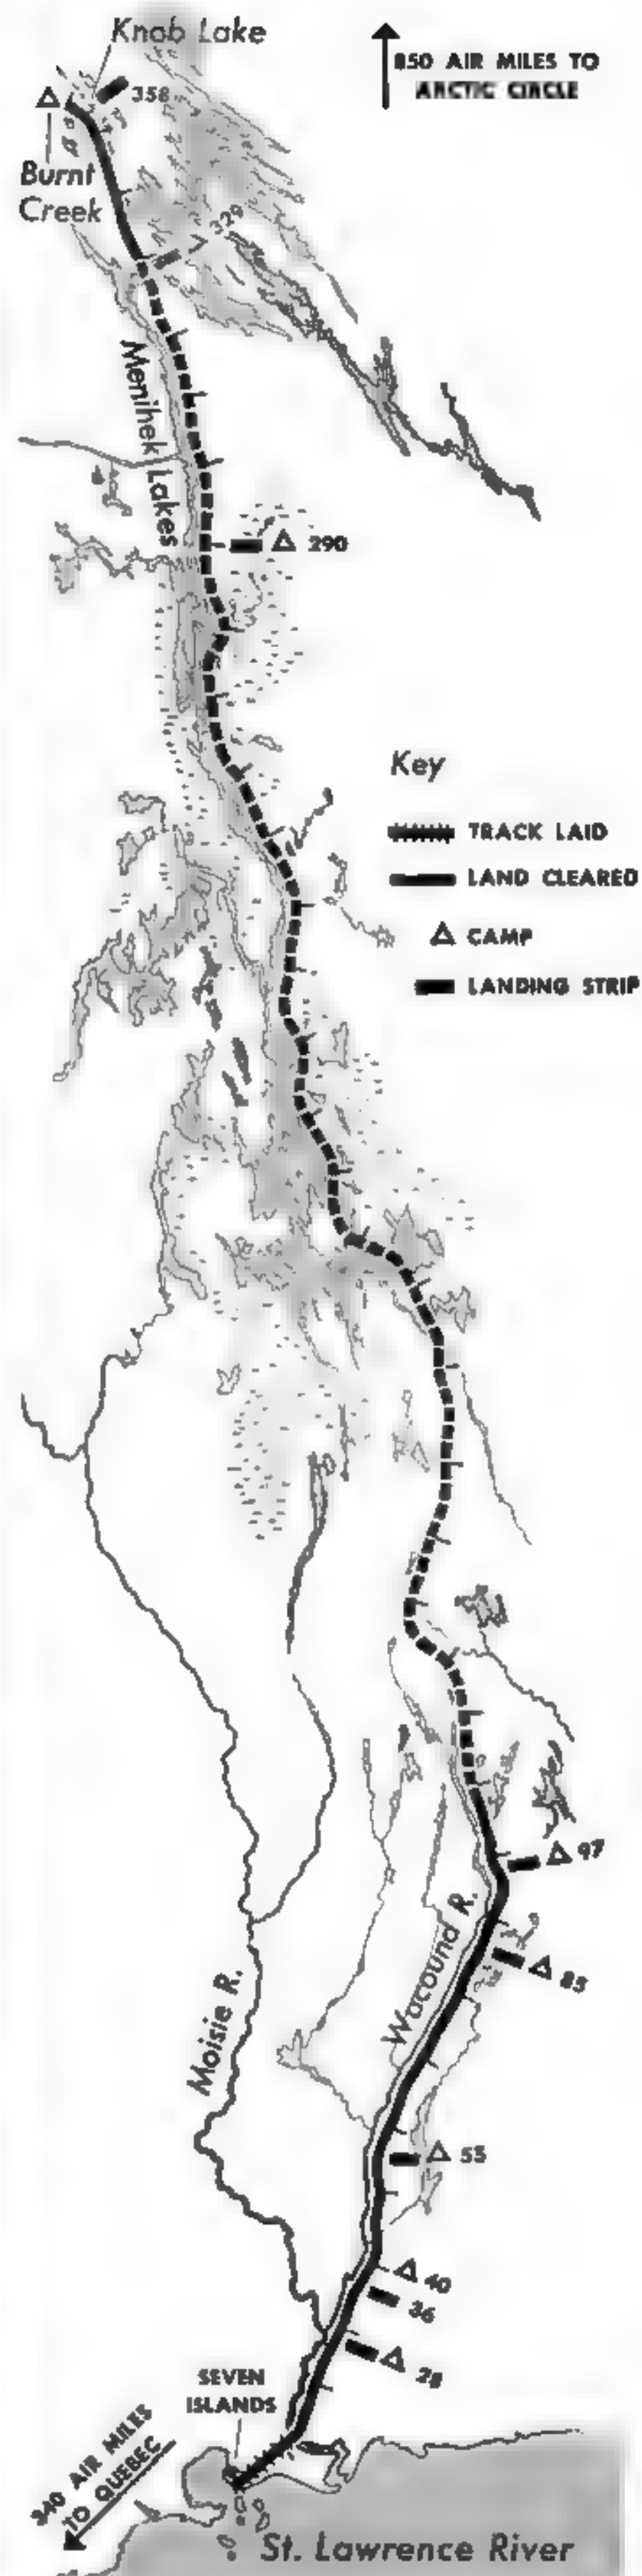 Knob Lake
850 AIR MILES TO
ARCTIC CIRCLE
358
Burnt
Creek
329
Menihek Lakes
290
Key
TRACK LAID
LAND CLEARED
CAMP
LANDING STRIP
97
Wacound R.
85
Moisie R.
55
40
36
28
SEVEN
ISLANDS
340 AIR MILES
TO QUEBEC
St. Lawrence River